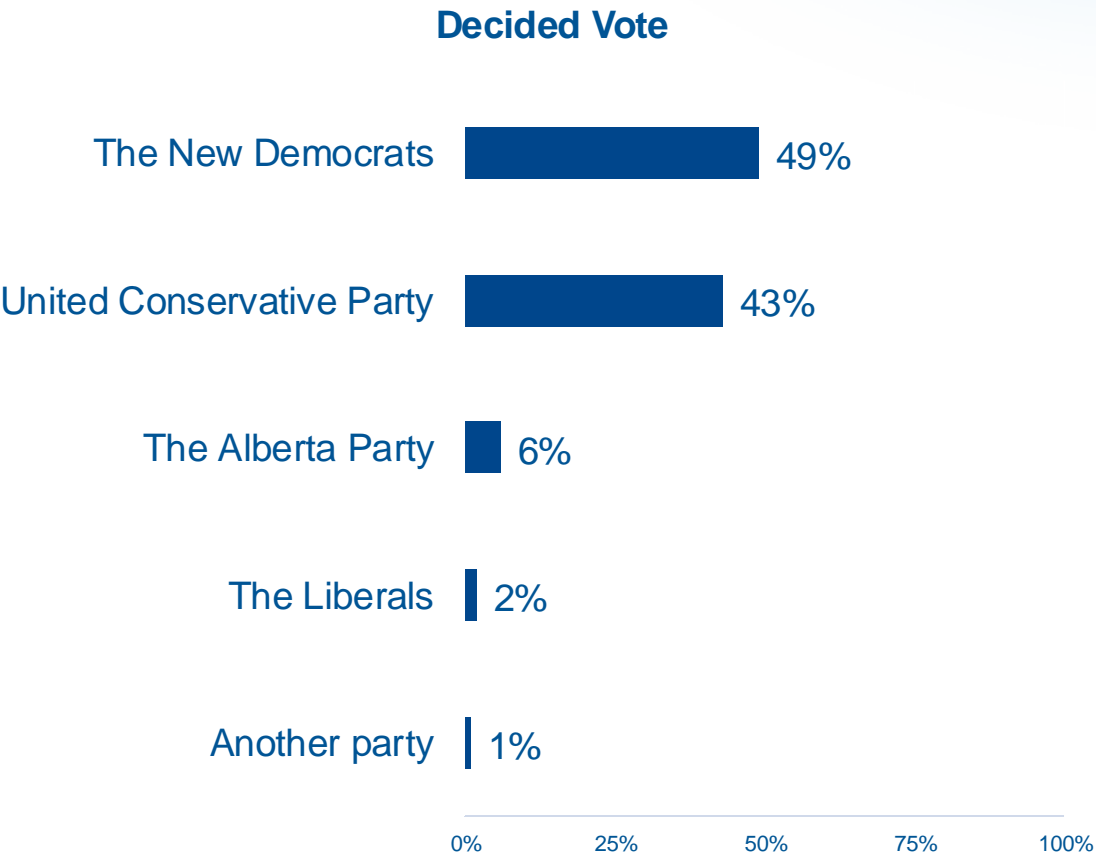 Decided Vote
The New Democrats 49%
United Conservative Party 43%
The Alberta Party 6%
The Liberals 2%
Another party 1%
0% 25% 50% 75% 100%